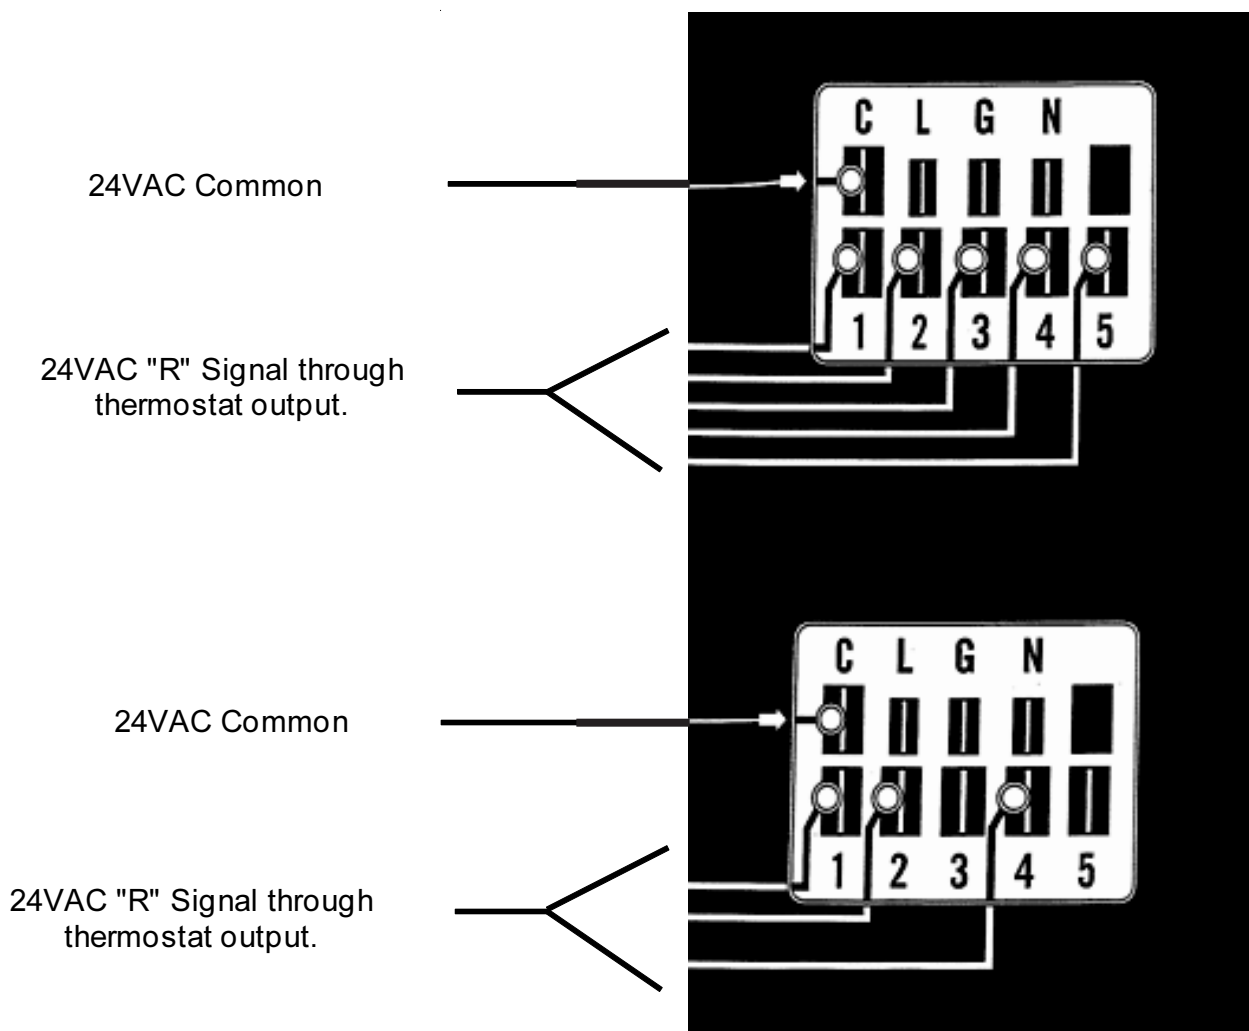 C L G N
24VAC Common
1 2 3 4 5
24VAC "R" Signal through
thermostat output.
C L G N
24VAC Common
1 2 3 4 5
24VAC "R" Signal through
thermostat output.